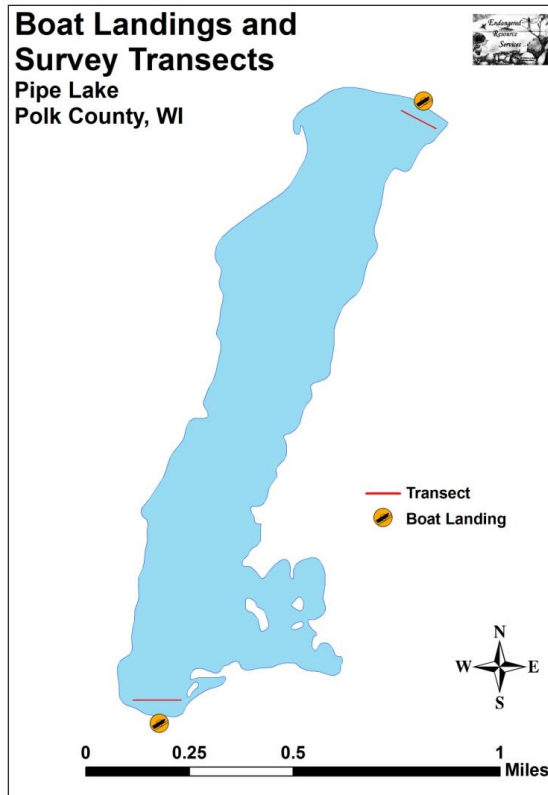 Boat Landings and
Survey Transects
Pipe Lake
Polk County, WI
Endangered
Resource
Services
Transect
Boat Landing
N
W E
S
0 0.25 0.5 1
Miles